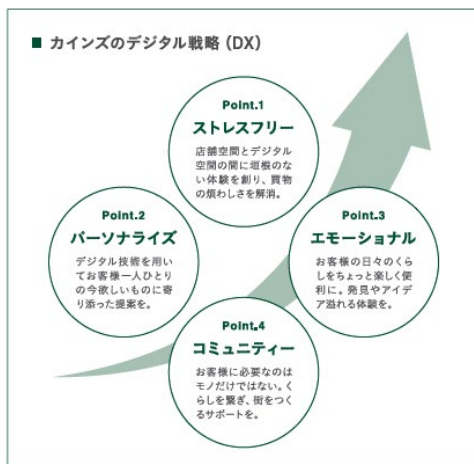 ■ カインズのデジタル戦略（DX）
Point.1
ストレスフリー
店舗空間とデジタル
空間の間に垣根のな
い体験を創り、買物
の煩わしさを解消。
Point.2
パーソナライズ
デジタル技術を用い
てお客様一人ひとり
の今欲しいものに寄
り添った提案を。
Point.3
エモーショナル
お客様の日々のくら
しをちょっと楽しく便
利に。発見やアイデ
ア溢れる体験を。
Point.4
コミュニティー
お客様に必要なのは
モノだけではない。く
らしを繋ぎ、街をつく
るサポートを。